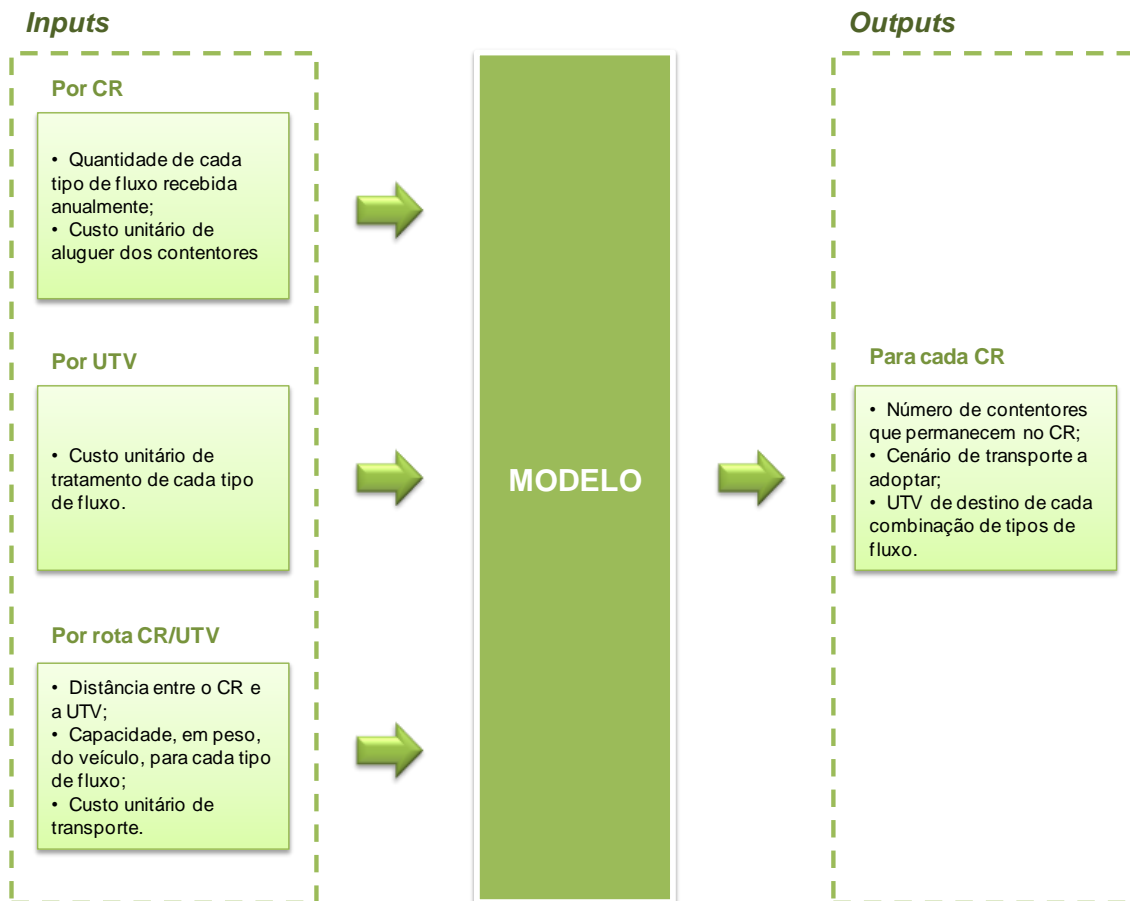 Inputs
Outputs
Por CR
• Quantidade de cada
tipo de fluxo recebida
anualmente;
• Custo unitário de
aluguer dos contentores
Por UTV
• Custo unitário de
tratamento de cada tipo
de fluxo.
Por rota CR/UTV
• Distância entre o CR e
a UTV;
• Capacidade, em peso,
do veículo, para cada tipo
de fluxo;
• Custo unitário de
transporte.
MODELO
Para cada CR
• Número de contentores
que permanecem no CR;
• Cenário de transporte a
adoptar;
• UTV de destino de cada
combinação de tipos de
fluxo.